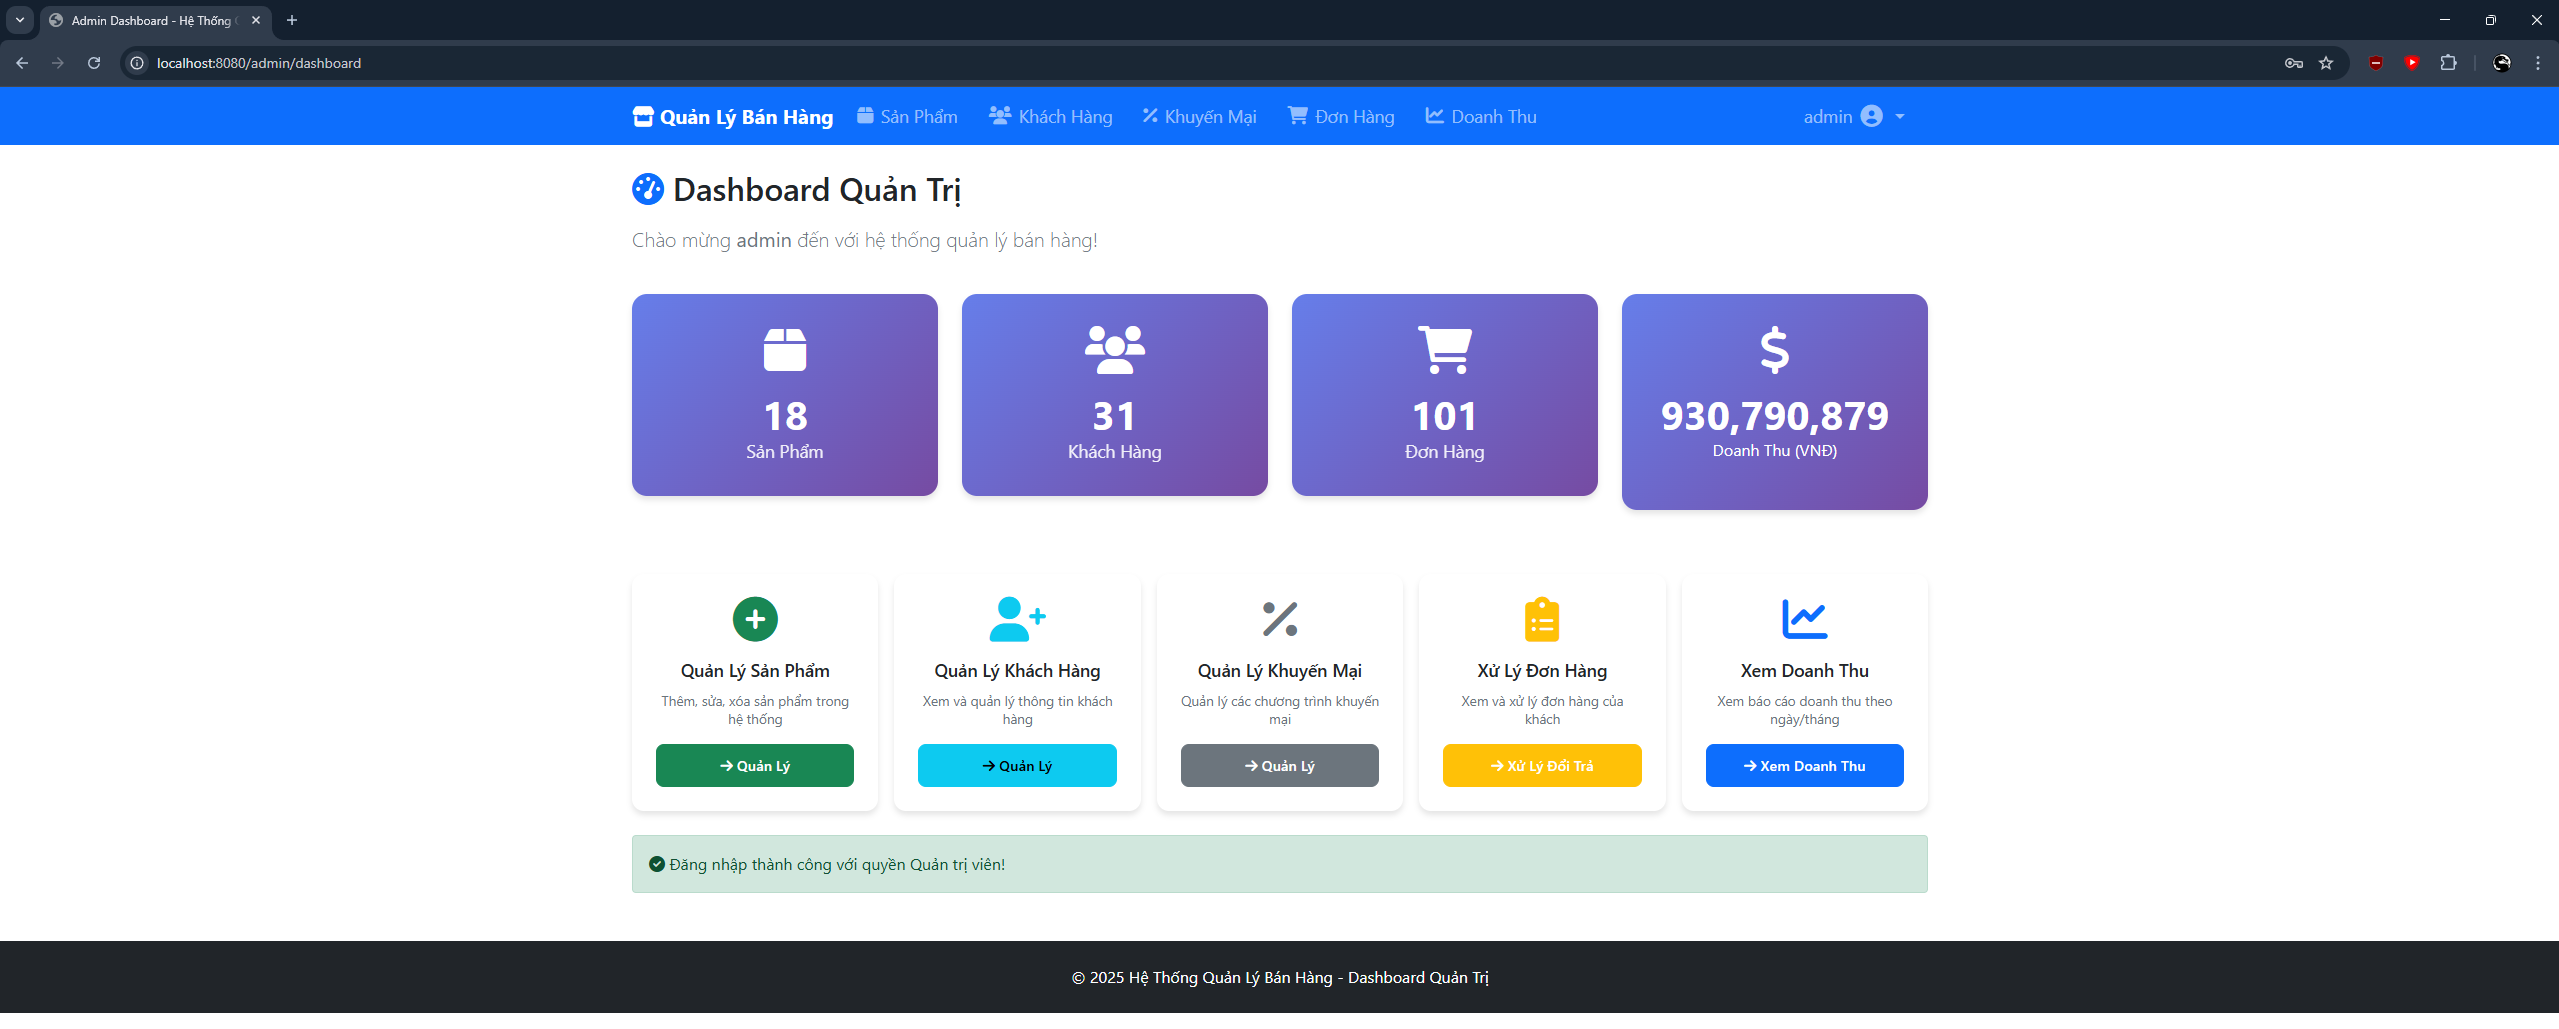 Admin Dashboard - Hệ Thống
localhost:8080/admin/dashboard
Quản Lý Bán Hàng
Sản Phẩm
Khách Hàng
Khuyến Mại
Đơn Hàng
Doanh Thu
admin
Dashboard Quản Trị
Chào mừng admin đến với hệ thống quản lý bán hàng!
18
Sản Phẩm
31
Khách Hàng
101
Đơn Hàng
930,790,879
Doanh Thu (VNĐ)
Quản Lý Sản Phẩm
Thêm, sửa, xóa sản phẩm trong
hệ thống
Quản Lý
Quản Lý Khách Hàng
Xem và quản lý thông tin khách
hàng
Quản Lý
Quản Lý Khuyến Mại
Quản lý các chương trình khuyến
mại
Quản Lý
Xử Lý Đơn Hàng
Xem và xử lý đơn hàng của
khách
Xử Lý Đổi Trả
Xem Doanh Thu
Xem báo cáo doanh thu theo
ngày/tháng
Xem Doanh Thu
Đăng nhập thành công với quyền Quản trị viên!
© 2025 Hệ Thống Quản Lý Bán Hàng - Dashboard Quản Trị